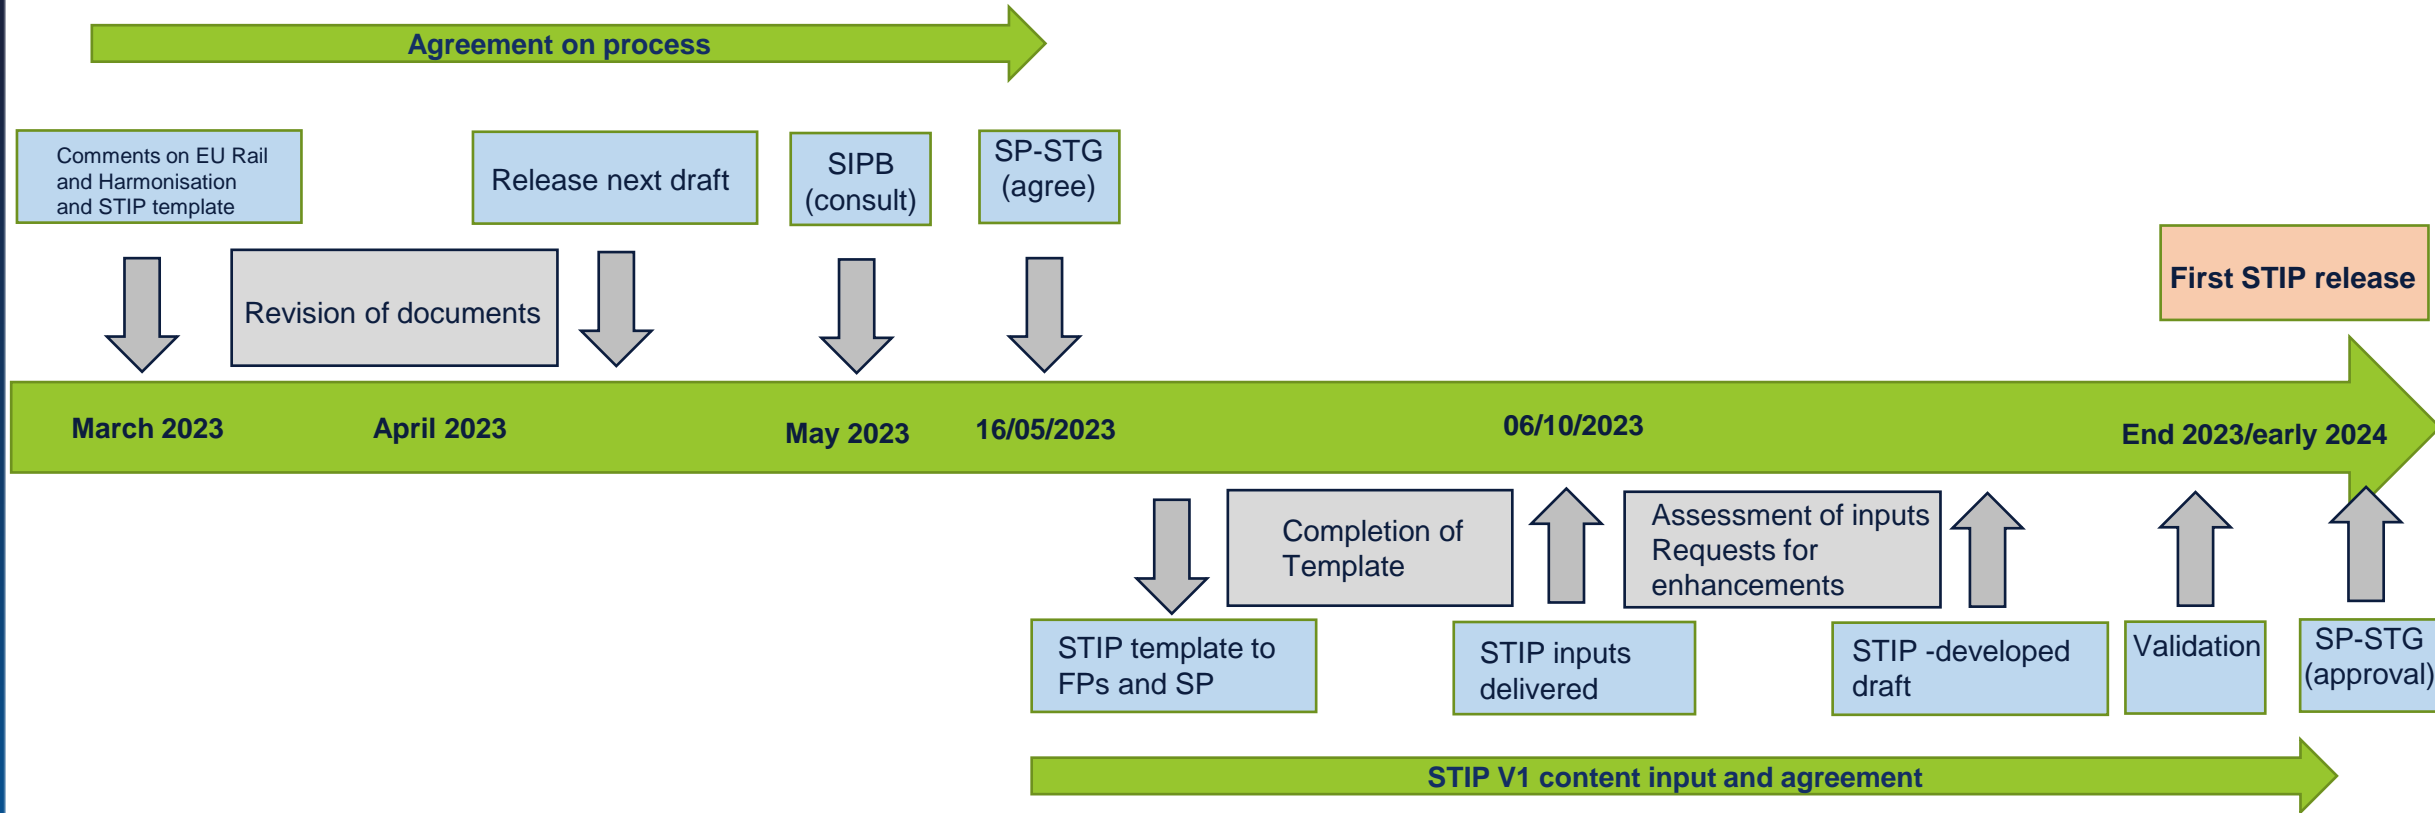 Agreement on process
Comments on EU Rail
and Harmonisation
and STIP template
Release next draft
SIPB
(consult)
SP-STG
(agree)
Revision of documents
First STIP release
March 2023
April 2023
May 2023
16/05/2023
06/10/2023
End 2023/early 2024
Completion of
Template
Assessment of inputs
Requests for
enhancements
STIP template to
FPs and SP
STIP inputs
delivered
STIP -developed
draft
Validation
SP-STG
(approval)
STIP V1 content input and agreement